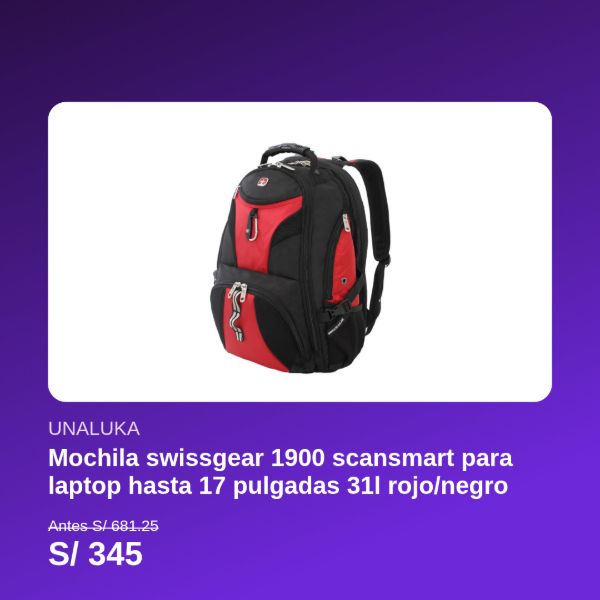 UNALUKA
Mochila swissgear 1900 scansmart para
laptop hasta 17 pulgadas 31l rojo/negro
Antes S/ 681.25
S/ 345